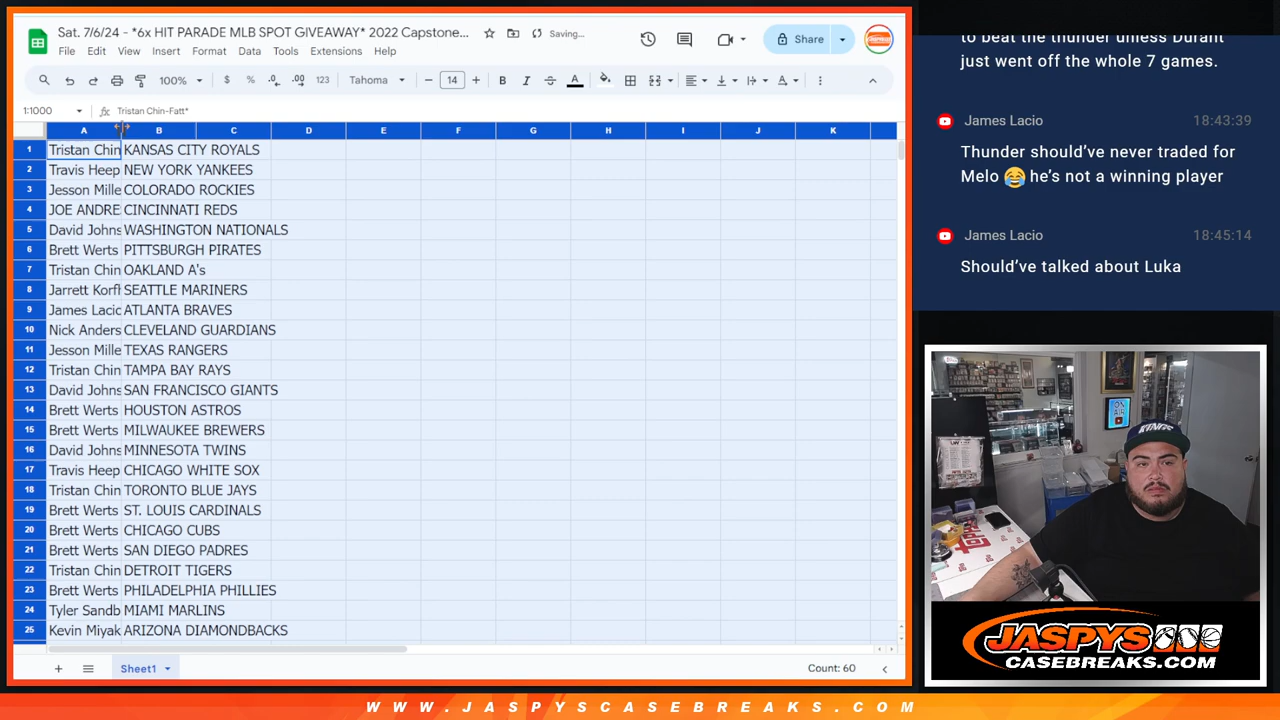 Sat. 7/6/24 - *6x HIT PARADE MLB SPOT GIVEAWAY* 2022 Capstone...
Saving...
Share
File Edit View Insert Format Data Tools Extensions Help
100% $ % .0 .00 123 Tahoma 14 B I A
1:1000 fx Tristan Chin-Fatt*
A B C D E F G H I J K
1 Tristan Chin KANSAS CITY ROYALS
2 Travis Heep NEW YORK YANKEES
3 Jesson Mille COLORADO ROCKIES
4 JOE ANDRE CINCINNATI REDS
5 David Johns WASHINGTON NATIONALS
6 Brett Werts PITTSBURGH PIRATES
7 Tristan Chin OAKLAND A's
8 Jarrett Korff SEATTLE MARINERS
9 James Lacio ATLANTA BRAVES
10 Nick Anders CLEVELAND GUARDIANS
11 Jesson Mille TEXAS RANGERS
12 Tristan Chin TAMPA BAY RAYS
13 David Johns SAN FRANCISCO GIANTS
14 Brett Werts HOUSTON ASTROS
15 Brett Werts MILWAUKEE BREWERS
16 David Johns MINNESOTA TWINS
17 Travis Heep CHICAGO WHITE SOX
18 Tristan Chin TORONTO BLUE JAYS
19 Brett Werts ST. LOUIS CARDINALS
20 Brett Werts CHICAGO CUBS
21 Brett Werts SAN DIEGO PADRES
22 Tristan Chin DETROIT TIGERS
23 Brett Werts PHILADELPHIA PHILLIES
24 Tyler Sandb MIAMI MARLINS
25 Kevin Miyak ARIZONA DIAMONDBACKS
Sheet1
Count: 60
to beat the thunder unless Durant
just went off the whole 7 games.
James Lacio 18:43:39
Thunder should've never traded for
Melo 😂 he's not a winning player
James Lacio 18:45:14
Should've talked about Luka
ON
AIR
KINGS
JASPYS
CASEBREAKS.COM
WWW.JASPYSCASEBREAKS.COM